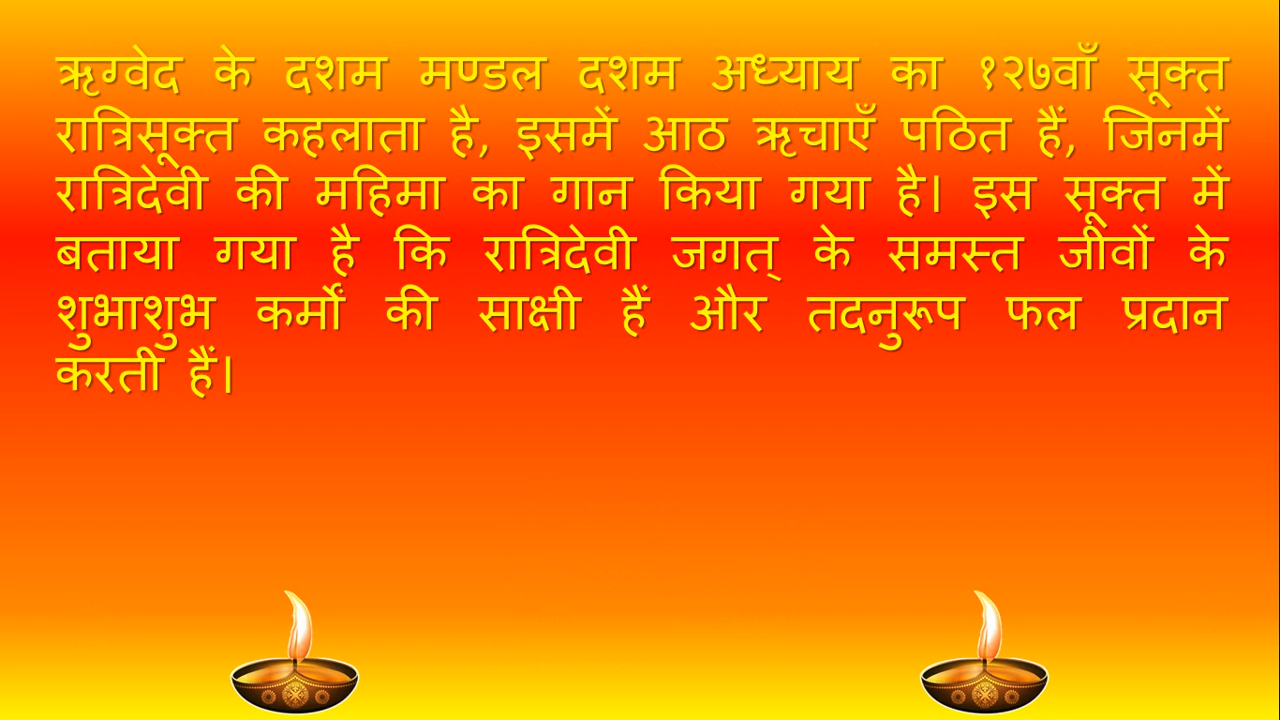 ऋग्वेद के दशम मण्डल दशम अध्याय का १२७वाँ सूक्त
रात्रिसूक्त कहलाता है, इसमें आठ ऋचाएँ पठित हैं, जिनमें
रात्रिदेवी की महिमा का गान किया गया है। इस सूक्त में
बताया गया है कि रात्रिदेवी जगत् के समस्त जीवों के
शुभाशुभ कर्मों की साक्षी हैं और तदनुरूप फल प्रदान
करती हैं।